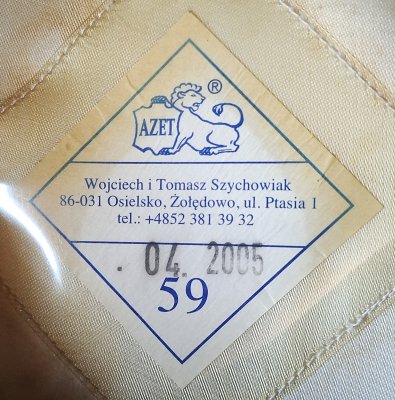 ®
AZET
Wojciech i Tomasz Szychowiak
86-031 Osielsko, Żołędowo, ul. Ptasia 1
tel.: +4852 381 39 32
. 04. 2005
59